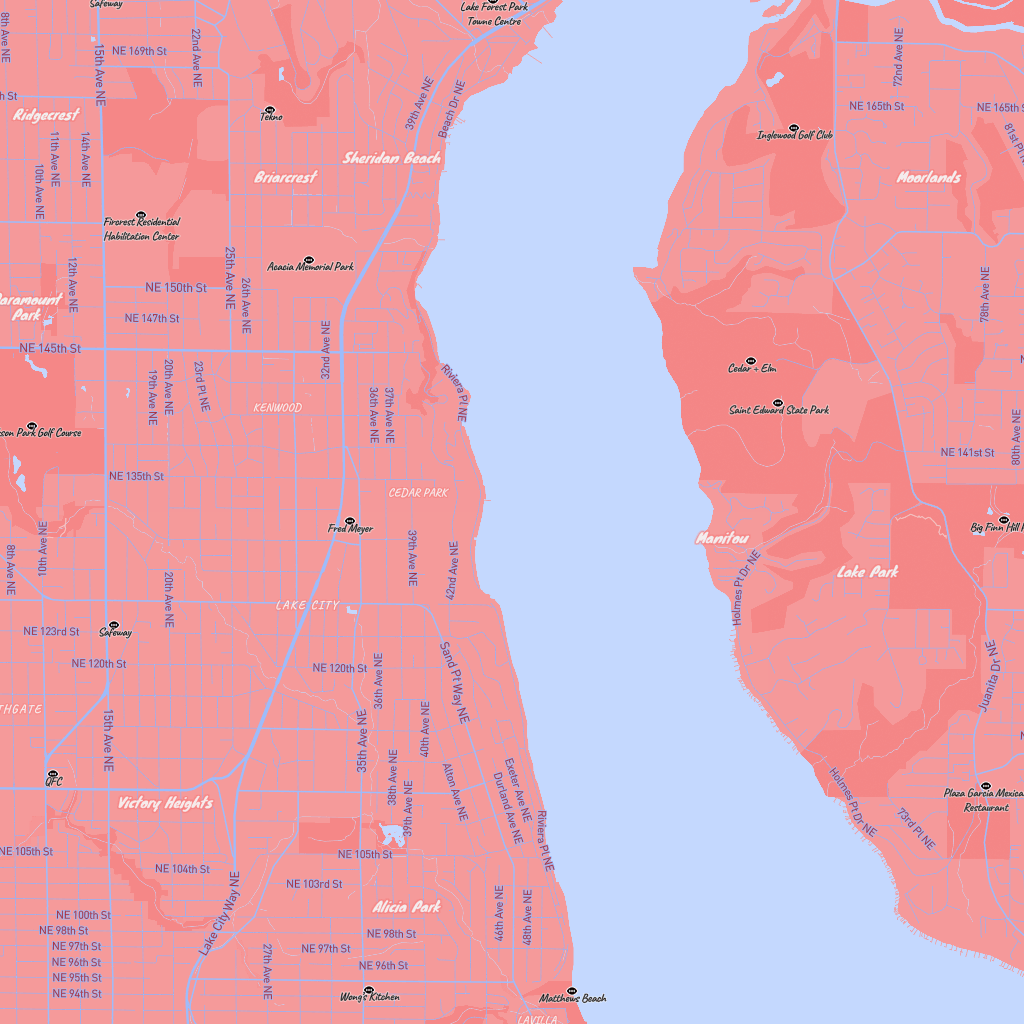 Safeway
Lake Forest Park
Towne Centre
8th Ave NE
15th Ave NE
NE 169th St
22nd Ave NE
39th Ave NE
Beach Dr NE
72nd Ave NE
NE 165th St
NE 165th S
81st Pl N
h St
Ridgecrest
Tekno
11th Ave NE
14th Ave NE
10th Ave NE
Inglewood Golf Club
Sheridan Beach
Briarcrest
Moorlands
Fircrest Residential
Habilitation Center
25th Ave NE
26th Ave NE
12th Ave NE
Acacia Memorial Park
NE 150th St
78th Ave NE
Paramount
Park
NE 147th St
32nd Ave NE
NE 145th St
20th Ave NE
19th Ave NE
23rd Pl NE
36th Ave NE
37th Ave NE
Riviera Pl NE
Cedar + Elm
Saint Edward State Park
KENWOOD
80th Ave NE
son Park Golf Course
NE 141st St
NE 135th St
CEDAR PARK
Fred Meyer
Big Finn Hill P
8th Ave NE
10th Ave NE
39th Ave NE
42nd Ave NE
Manitou
Lake Park
Holmes Pt Dr NE
20th Ave NE
LAKE CITY
NE 123rd St
Safeway
NE 120th St
NE 120th St
36th Ave NE
Sand Pt Way NE
Juanita Dr NE
THGATE
15th Ave NE
35th Ave NE
40th Ave NE
QFC
38th Ave NE
39th Ave NE
Alton Ave NE
Exeter Ave NE
Durland Ave NE
Riviera Pl NE
Holmes Pt Dr NE
73rd Pl NE
Plaza Garcia Mexica
Restaurant
Victory Heights
NE 105th St
NE 105th St
NE 104th St
NE 103rd St
Lake City Way NE
Alicia Park
46th Ave NE
48th Ave NE
NE 100th St
NE 98th St
NE 98th St
NE 97th St
NE 97th St
27th Ave NE
NE 96th St
NE 96th St
NE 95th St
NE 94th St
Wong's Kitchen
Matthews Beach
LAVILLA